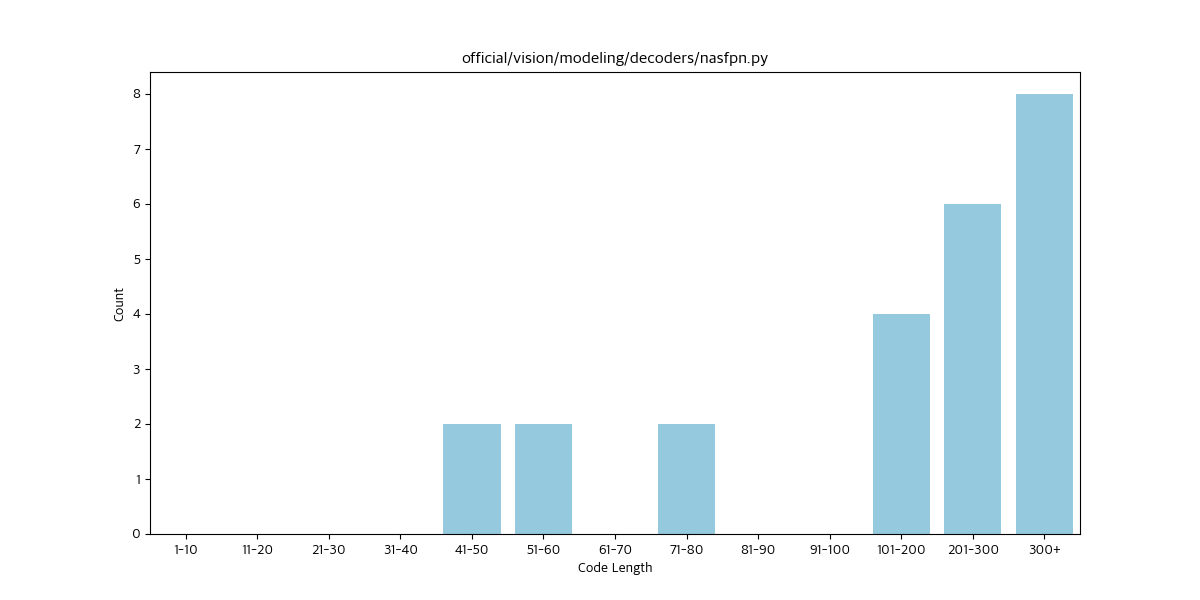 official/vision/modeling/decoders/nasfpn.py
8
7
6
5
4
3
2
1
0
Count
1-10 11-20 21-30 31-40 41-50 51-60 61-70 71-80 81-90 91-100 101-200 201-300 300+
Code Length